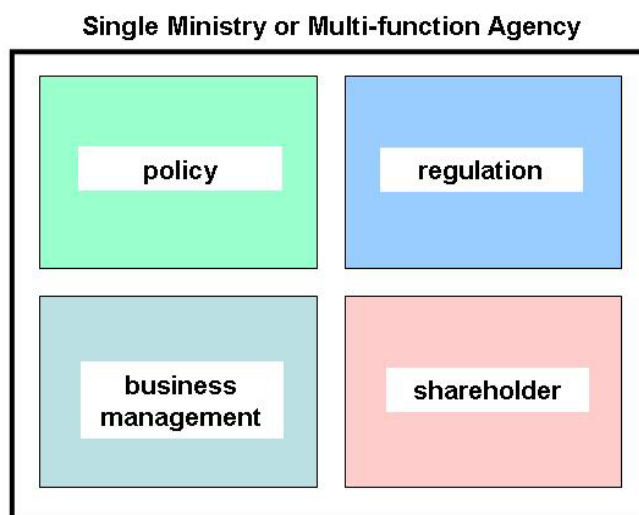 Single Ministry or Multi-function Agency
policy
regulation
business
management
shareholder